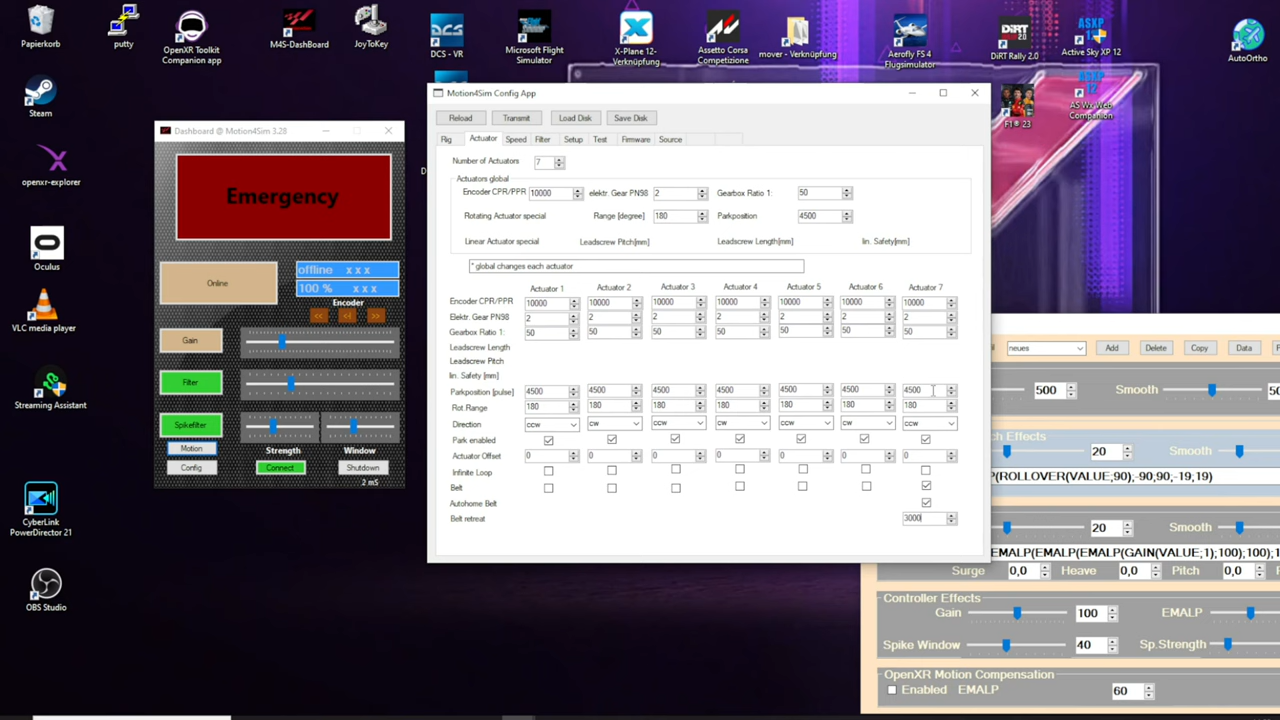 Papierkorb
putty
OpenXR Toolkit
Companion app
M4S-DashBoard
JoyToKey
DCS - VR
Microsoft Flight
Simulator
X-Plane 12-
Verknüpfung
Assetto Corsa
Competizione
mover - Verknüpfung
Aerofly FS 4
Flugsimulator
DiRT Rally 2.0
Active Sky XP 12
AutoOrtho
Steam
openxr-explorer
Oculus
VLC media player
Streaming Assistant
CyberLink
PowerDirector 21
OBS Studio
F1® 23
AS Wx Web
Companion
Dashboard @ Motion4Sim 3.28
Emergency
Online
offline x x x
100 % x x x
Encoder
<< << >>
Gain
Filter
Spikefilter
Motion
Strength
Window
Config
Connect
Shutdown
2 mS
Motion4Sim Config App
Reload Transmit Load Disk Save Disk
Rig Actuator Speed Filter Setup Test Firmware Source
Number of Actuators 7
Actuators global
Encoder CPR/PPR 10000 elektr. Gear PN98 2 Gearbox Ratio 1: 50
Rotating Actuator special Range [degree] 180 Parkposition 4500
Linear Actuator special Leadscrew Pitch[mm] Leadscrew Length[mm] lin. Safety[mm]
* global changes each actuator
Actuator 1 Actuator 2 Actuator 3 Actuator 4 Actuator 5 Actuator 6 Actuator 7
Encoder CPR/PPR 10000 10000 10000 10000 10000 10000 10000
Elektr. Gear PN98 2 2 2 2 2 2 2
Gearbox Ratio 1: 50 50 50 50 50 50 50
Leadscrew Length
Leadscrew Pitch
lin. Safety [mm]
Parkposition [pulse] 4500 4500 4500 4500 4500 4500 4500
Rot.Range 180 180 180 180 180 180 180
Direction ccw cw ccw cw ccw cw ccw
Park enabled
Actuator Offset 0 0 0 0 0 0 0
Infinite Loop
Belt
Autohome Belt
Belt retreat 3000
neues Add Delete Copy Data
500 Smooth
ch Effects
20
P(ROLLOVER(VALUE;90),-90,90;-19;19)
20 Smooth
EMALP(EMALP(EMALP(GAIN(VALUE;1);100);100);1
Surge 0,0 Heave 0,0 Pitch 0,0
Controller Effects
Gain 100 EMALP
Spike Window 40 Sp.Strength
OpenXR Motion Compensation
Enabled EMALP 60